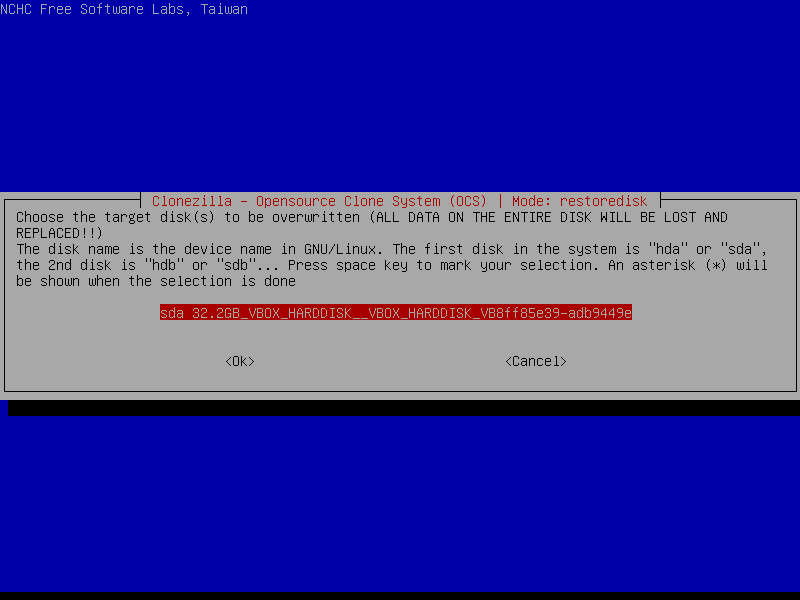 NCHC Free Software Labs, Taiwan
Clonezilla - Opensource Clone System (OCS) | Mode: restoredisk
Choose the target disk(s) to be overwritten (ALL DATA ON THE ENTIRE DISK WILL BE LOST AND
REPLACED!!)
The disk name is the device name in GNU/Linux. The first disk in the system is "hda" or "sda",
the 2nd disk is "hdb" or "sdb"... Press space key to mark your selection. An asterisk (*) will
be shown when the selection is done
sda 32.2GB_VBOX_HARDDISK__VBOX_HARDDISK_VB8ff85e39-adb9449e
<Ok> <Cancel>